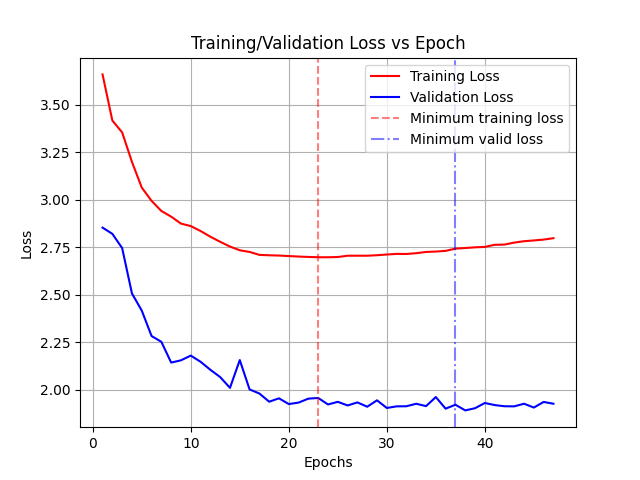 Training/Validation Loss vs Epoch
Training Loss
Validation Loss
Minimum training loss
Minimum valid loss
3.50
3.25
3.00
2.75
2.50
2.25
2.00
Loss
0 10 20 30 40
Epochs